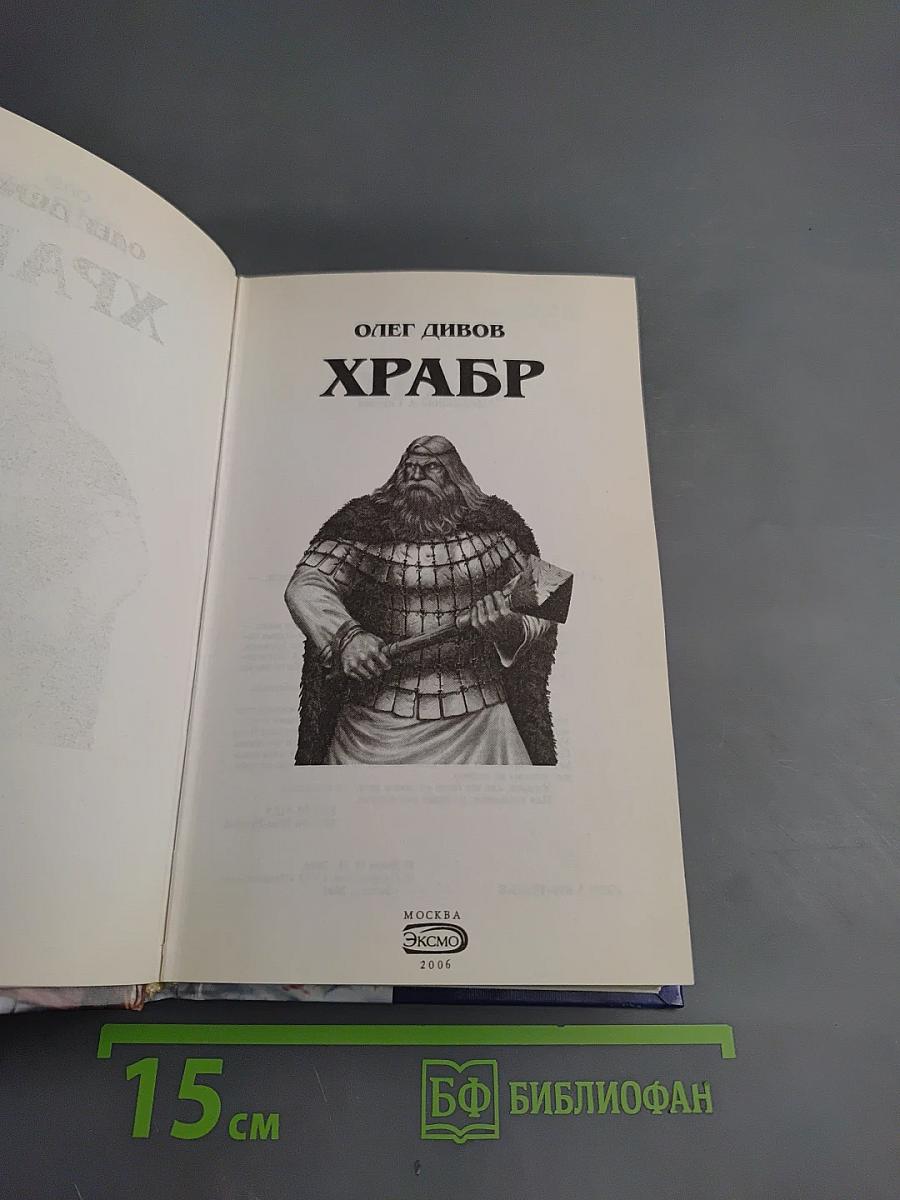 ОЛЕГ ДИВОВ
ХРАБР
МОСКВА
ЭКСМО
2006
15 см
БФ БИБЛИОФАН